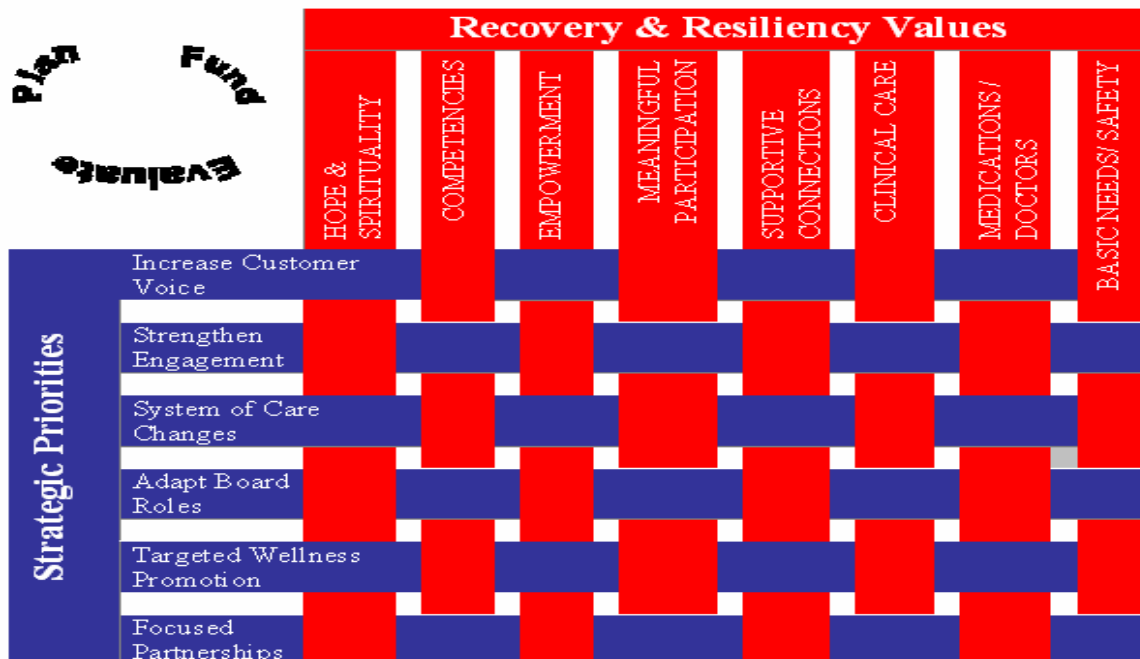 Recovery & Resiliency Values
Plan
Fund
Evaluate
HOPE &
SPIRITUALITY
COMPETENCIES
EMPOWERMENT
MEANINGFUL
PARTICIPATION
SUPPORTIVE
CONNECTIONS
CLINICAL CARE
MEDICATIONS /
DOCTORS
BASIC NEEDS/ SAFETY
Strategic Priorities
Increase Customer
Voice
Strengthen
Engagement
System of Care
Changes
Adapt Board
Roles
Targeted Wellness
Promotion
Focused
Partnerships